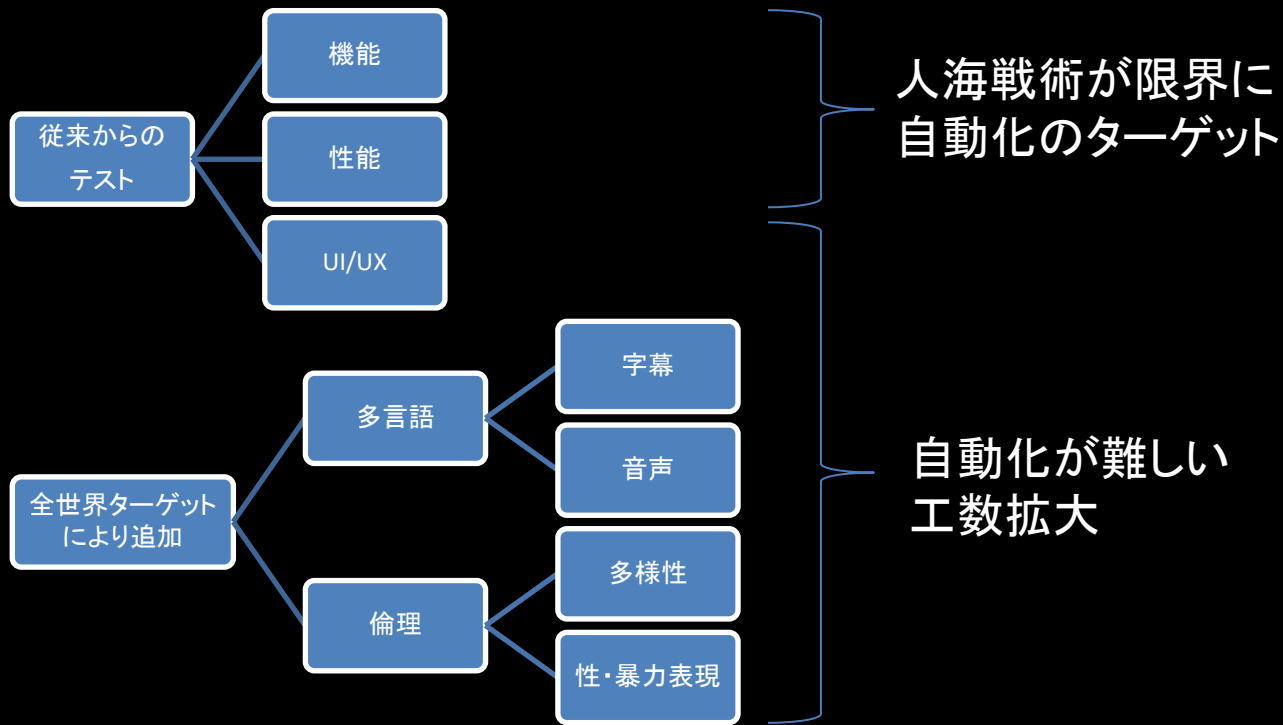 機能
従来からの
テスト
性能
UI/UX
人海戦術が限界に
自動化のターゲット
字幕
多言語
音声
全世界ターゲット
により追加
多様性
倫理
性・暴力表現
自動化が難しい
工数拡大